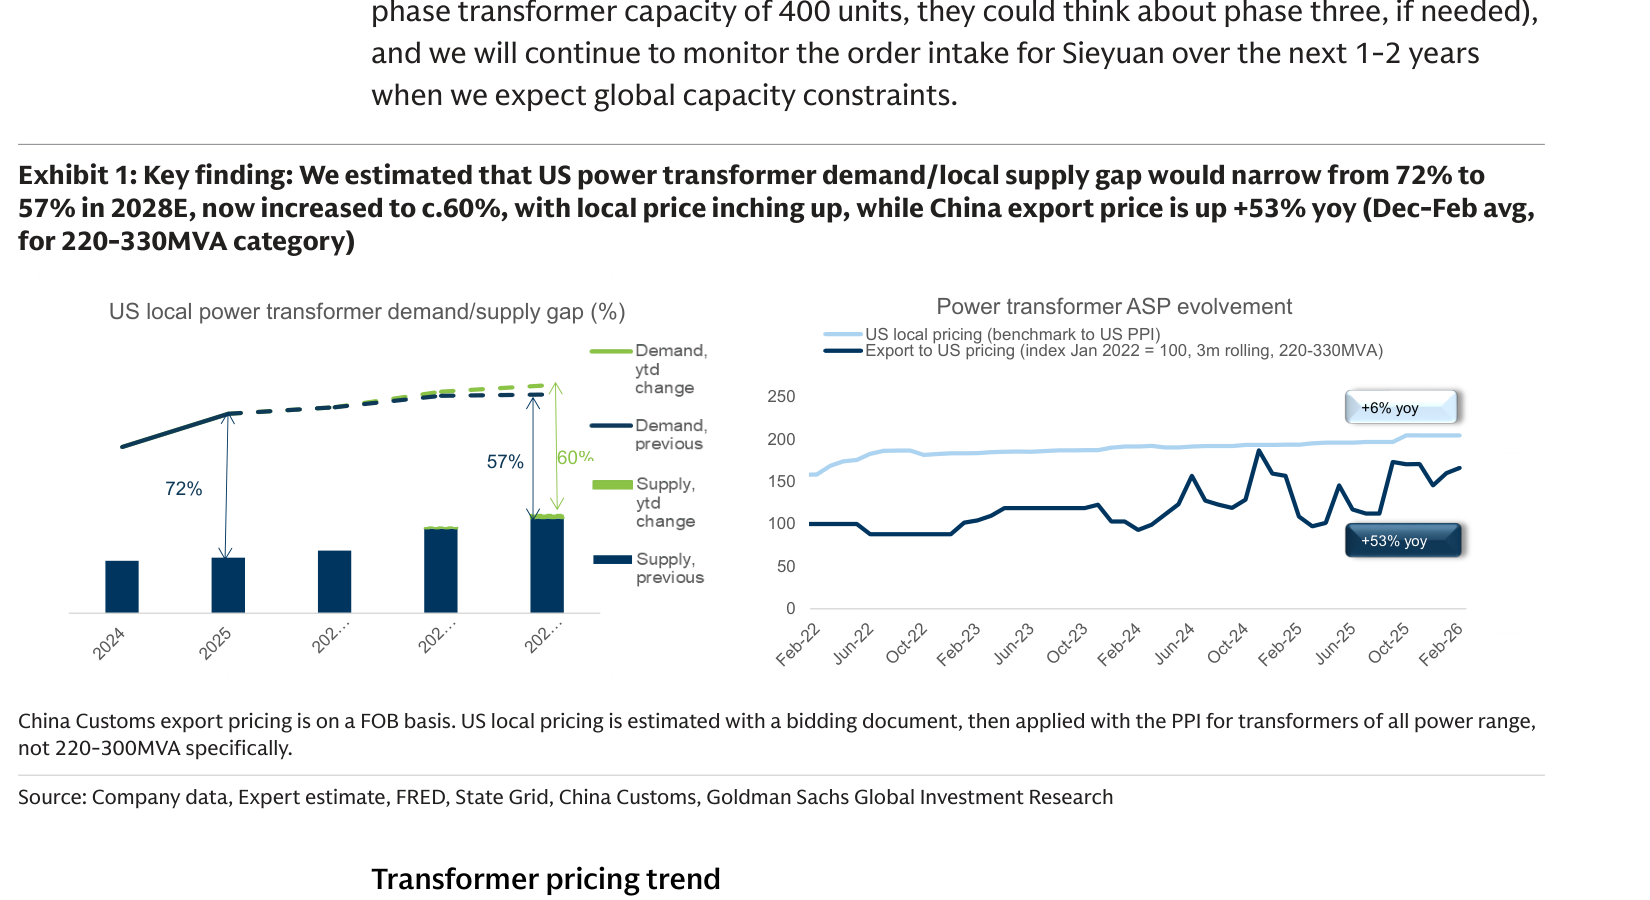 phase transformer capacity of 400 units, they could think about phase three, if needed),
and we will continue to monitor the order intake for Sieyuan over the next 1-2 years
when we expect global capacity constraints.
Exhibit 1: Key finding: We estimated that US power transformer demand/local supply gap would narrow from 72% to
57% in 2028E, now increased to c.60%, with local price inching up, while China export price is up +53% yoy (Dec-Feb avg,
for 220-330MVA category)
US local power transformer demand/supply gap (%)
Demand,
ytd
change
Demand,
previous
Supply,
ytd
change
Supply,
previous
72%
57%
60%
2024
2025
202...
202...
202...
Power transformer ASP evolvement
US local pricing (benchmark to US PPI)
Export to US pricing (index Jan 2022 = 100, 3m rolling, 220-330MVA)
250
200
150
100
50
0
+6% yoy
+53% yoy
Feb-22
Jun-22
Oct-22
Feb-23
Jun-23
Oct-23
Feb-24
Jun-24
Oct-24
Feb-25
Jun-25
Oct-25
Feb-26
China Customs export pricing is on a FOB basis. US local pricing is estimated with a bidding document, then applied with the PPI for transformers of all power range,
not 220-300MVA specifically.
Source: Company data, Expert estimate, FRED, State Grid, China Customs, Goldman Sachs Global Investment Research
Transformer pricing trend